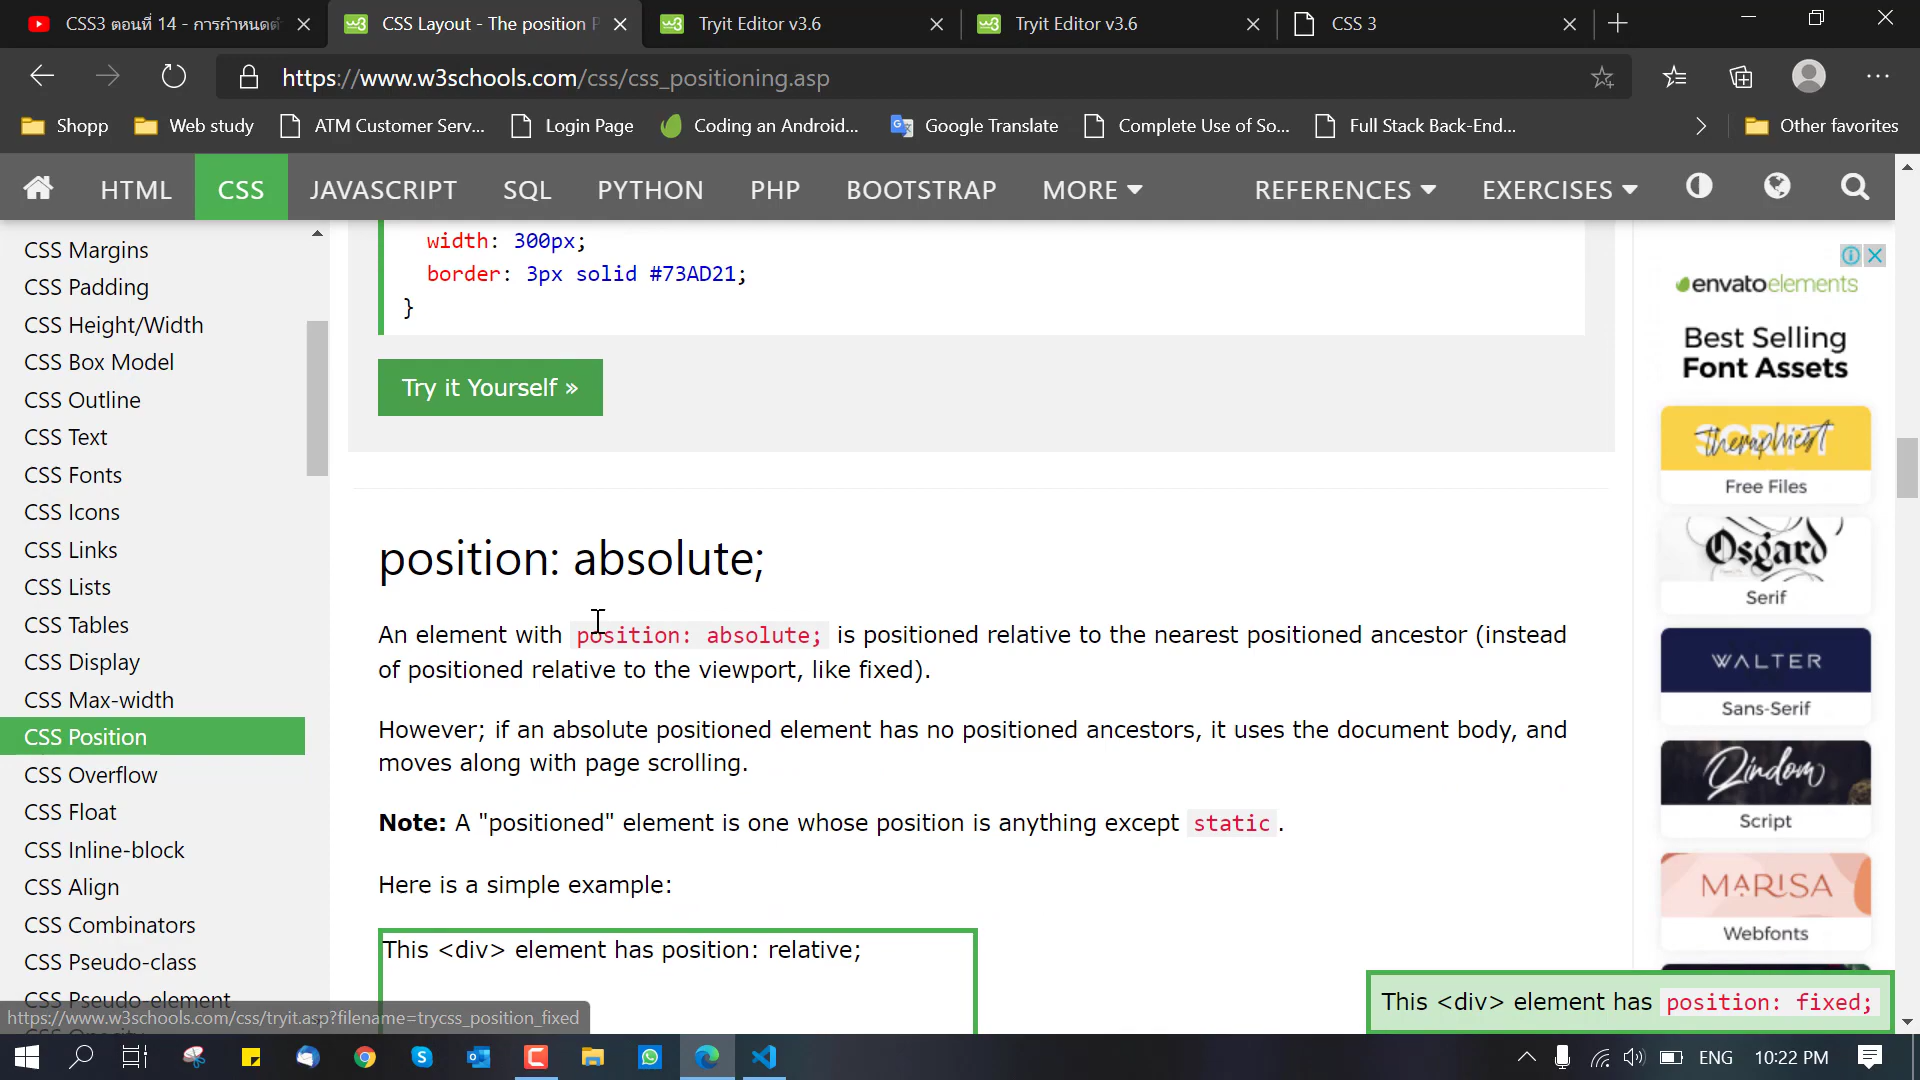 CSS3 ตอนที่ 14 - การกำหนดตำ
CSS Layout - The position P
Tryit Editor v3.6
Tryit Editor v3.6
CSS 3
https://www.w3schools.com/css/css_positioning.asp
Shopp
Web study
ATM Customer Serv...
Login Page
Coding an Android...
Google Translate
Complete Use of So...
Full Stack Back-End...
Other favorites
HTML
CSS
JAVASCRIPT
SQL
PYTHON
PHP
BOOTSTRAP
MORE
REFERENCES
EXERCISES
CSS Margins
CSS Padding
CSS Height/Width
CSS Box Model
CSS Outline
CSS Text
CSS Fonts
CSS Icons
CSS Links
CSS Lists
CSS Tables
CSS Display
CSS Max-width
CSS Position
CSS Overflow
CSS Float
CSS Inline-block
CSS Align
CSS Combinators
CSS Pseudo-class
CSS Pseudo-element
width: 300px;
border: 3px solid #73AD21;
}
Try it Yourself »
position: absolute;
An element with position: absolute; is positioned relative to the nearest positioned ancestor (instead
of positioned relative to the viewport, like fixed).
However; if an absolute positioned element has no positioned ancestors, it uses the document body, and
moves along with page scrolling.
Note: A "positioned" element is one whose position is anything except static.
Here is a simple example:
This <div> element has position: relative;
This <div> element has position: fixed;
envatoelements
Best Selling
Font Assets
SCRIPT
Theraphiest
Free Files
Osgard
Serif
WALTER
Sans-Serif
Qindom
Script
MARISA
Webfonts
https://www.w3schools.com/css/tryit.asp?filename=trycss_position_fixed
ENG
10:22 PM